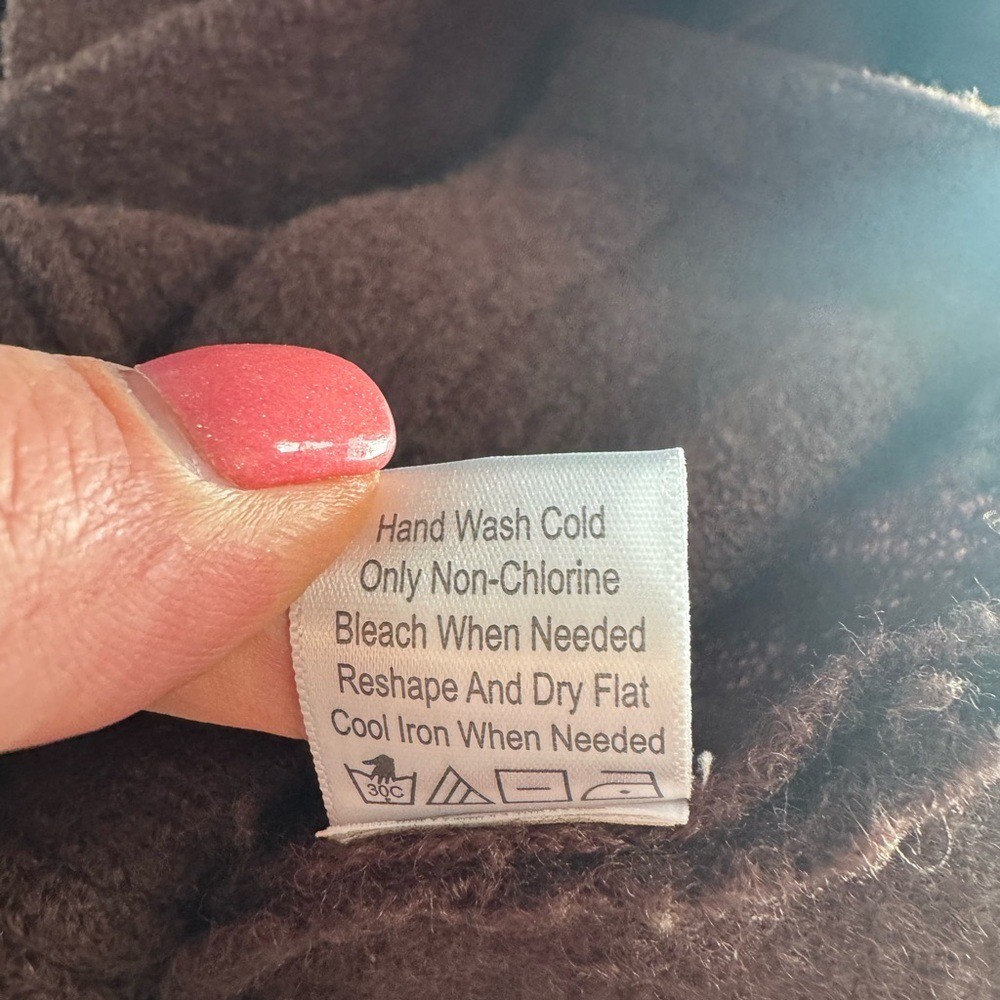 Hand Wash Cold
Only Non-Chlorine
Bleach When Needed
Reshape And Dry Flat
Cool Iron When Needed
30C